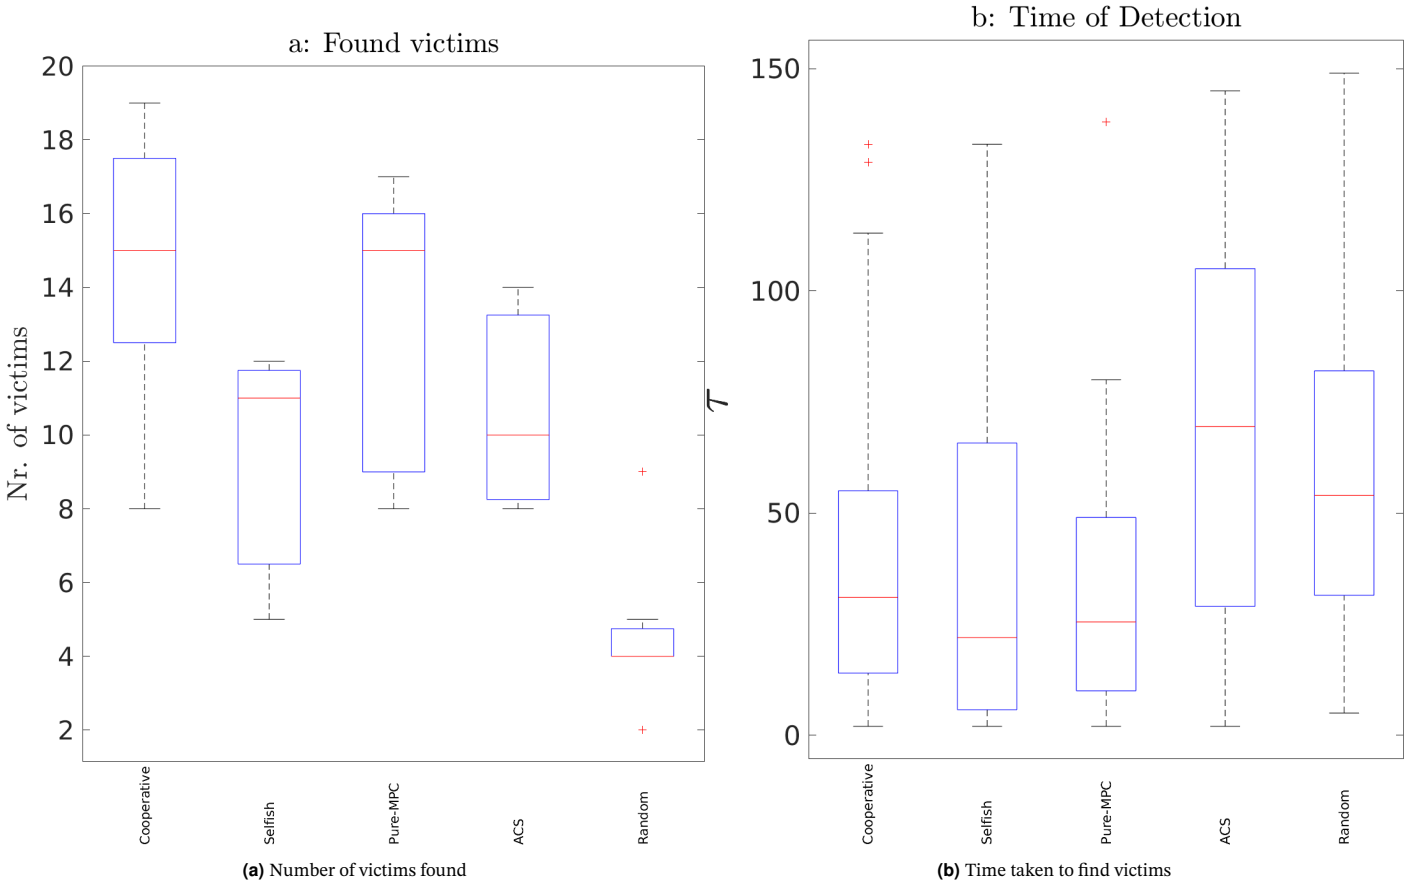 a: Found victims
Nr. of victims
20
18
16
14
12
10
8
6
4
2
Cooperative
Selfish
Pure-MPC
ACS
Random
(a) Number of victims found
b: Time of Detection
τ
150
100
50
0
Cooperative
Selfish
Pure-MPC
ACS
Random
(b) Time taken to find victims